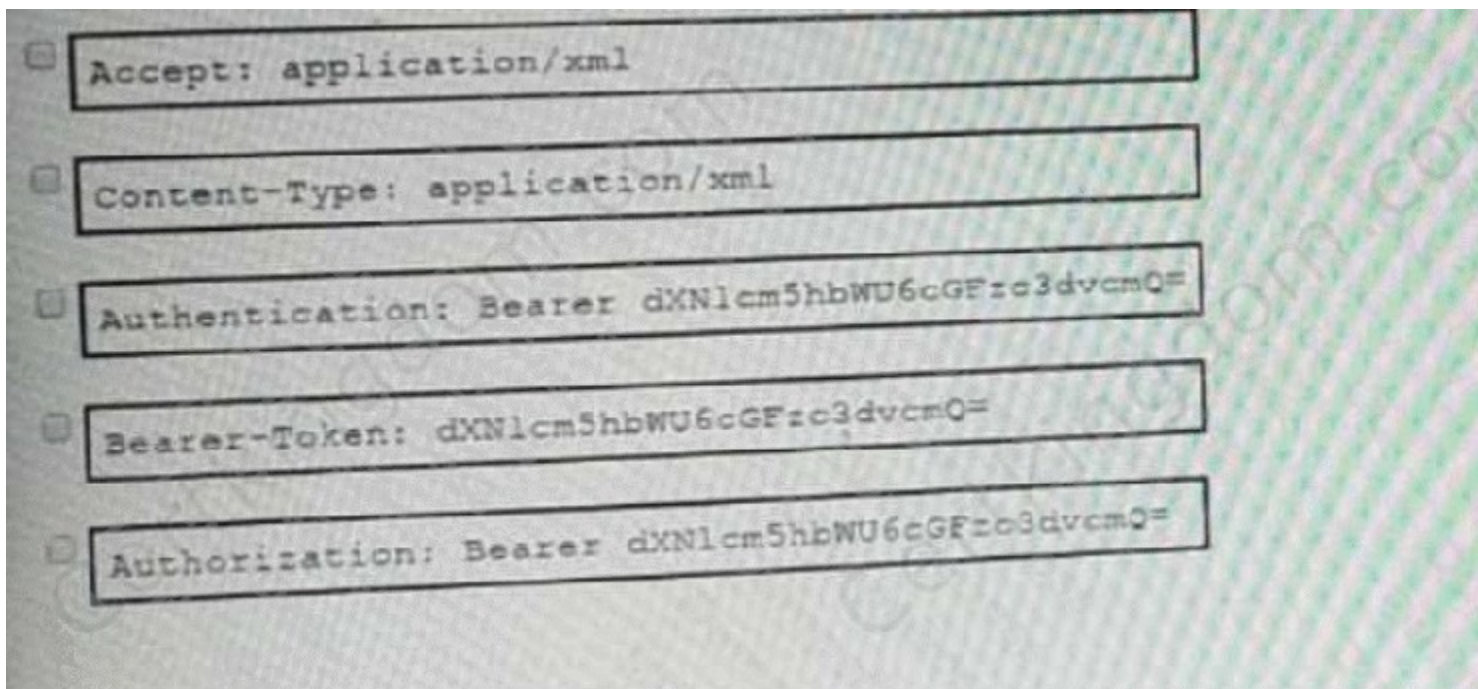 Accept: application/xml
Content-Type: application/xml
Authentication: Bearer dXNlcm5hbWU6cGFzc3dvcmQ=
Bearer-Token: dXNlcm5hbWU6cGFzc3dvcmQ=
Authorization: Bearer dXNlcm5hbWU6cGFzc3dvcmQ=